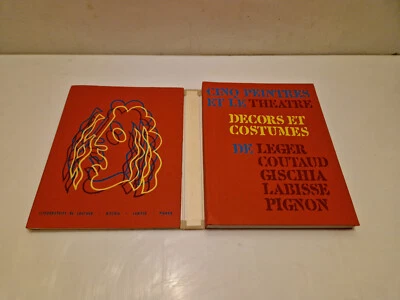 CINQ PEINTRES
ET LE THEATRE
DECORS ET
COSTUMES
DE LEGER
COUTAUD
GISCHIA
LABISSE
PIGNON